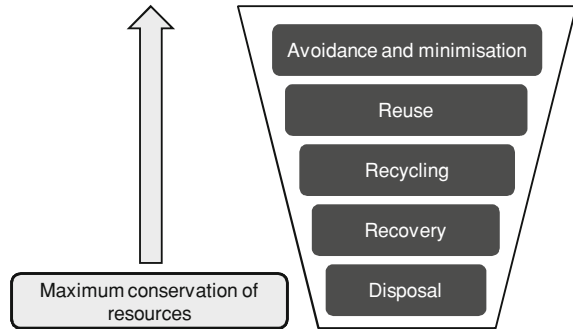 Avoidance and minimisation
Reuse
Recycling
Recovery
Disposal
Maximum conservation of
resources